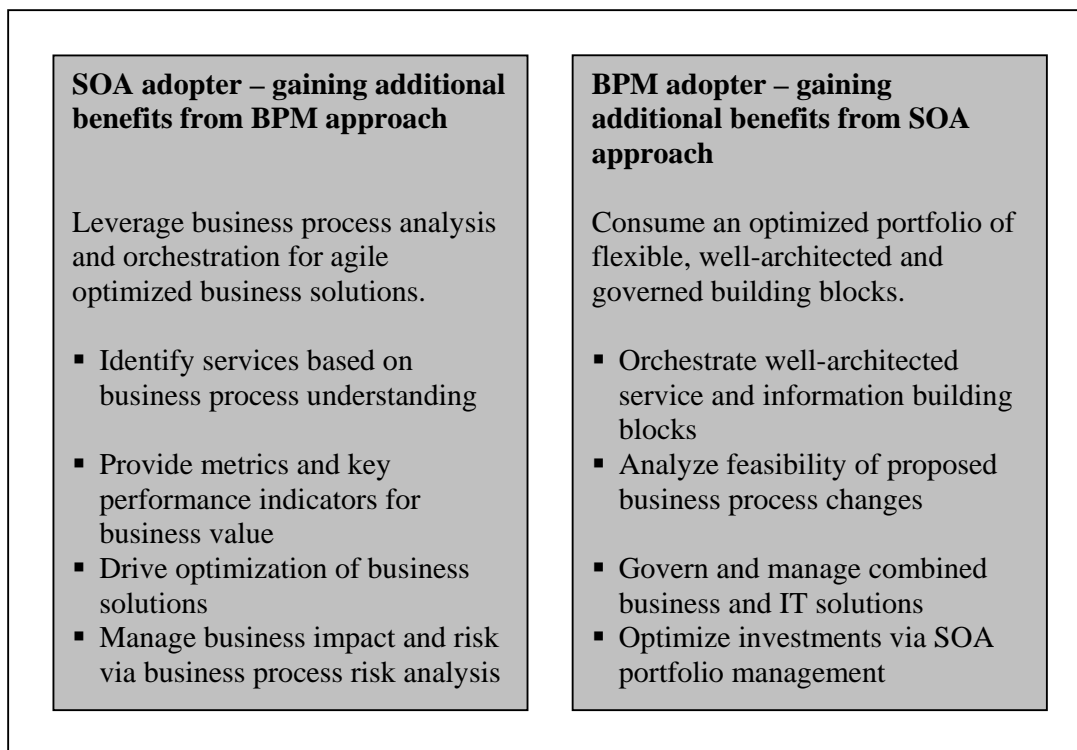 SOA adopter – gaining additional
benefits from BPM approach
Leverage business process analysis
and orchestration for agile
optimized business solutions.
▪ Identify services based on
business process understanding
▪ Provide metrics and key
performance indicators for
business value
▪ Drive optimization of business
solutions
▪ Manage business impact and risk
via business process risk analysis
BPM adopter – gaining
additional benefits from SOA
approach
Consume an optimized portfolio of
flexible, well-architected and
governed building blocks.
▪ Orchestrate well-architected
service and information building
blocks
▪ Analyze feasibility of proposed
business process changes
▪ Govern and manage combined
business and IT solutions
▪ Optimize investments via SOA
portfolio management